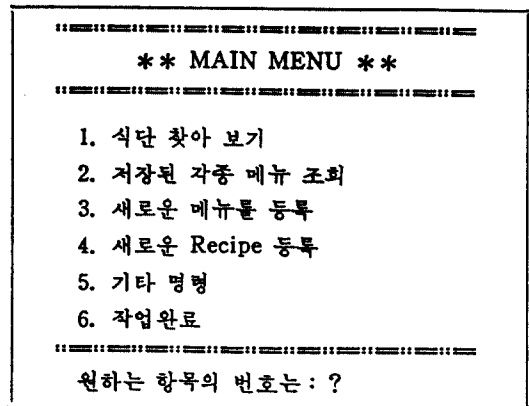 ** MAIN MENU **
1. 식단 찾아 보기
2. 저장된 각종 메뉴 조회
3. 새로운 메뉴를 등록
4. 새로운 Recipe 등록
5. 기타 명령
6. 작업완료
원하는 항목의 번호는 : ?